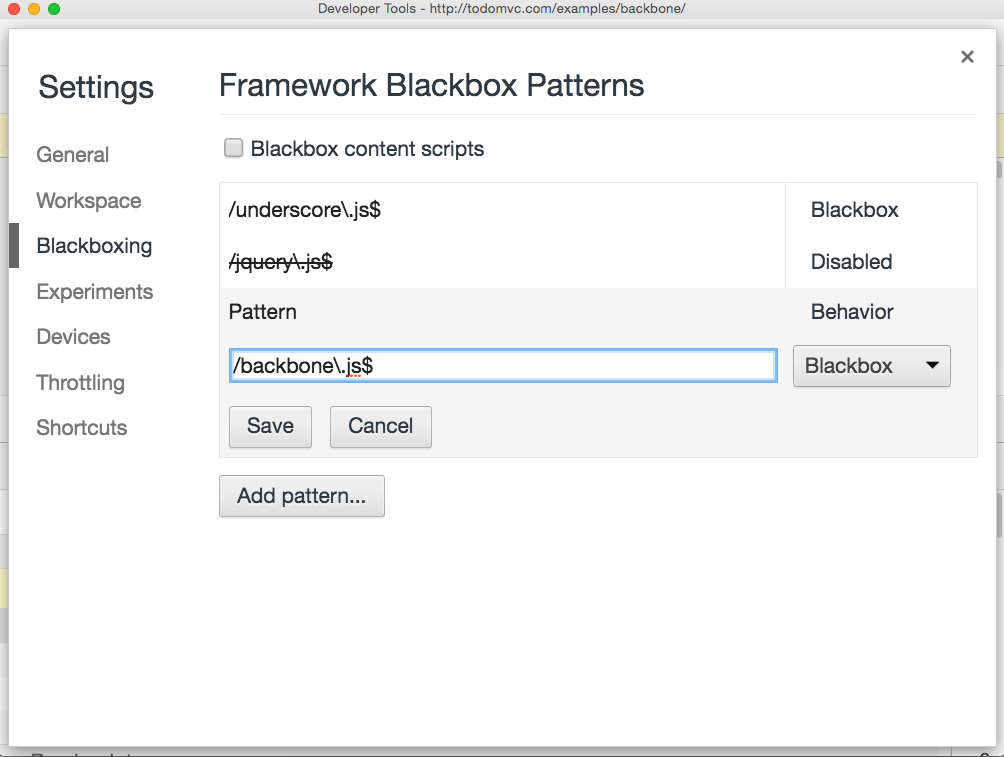 Developer Tools - http://todomvc.com/examples/backbone/
Settings
General
Workspace
Blackboxing
Experiments
Devices
Throttling
Shortcuts
Framework Blackbox Patterns
Blackbox content scripts
/underscore\.js$ Blackbox
/jquery\.js$ Disabled
Pattern Behavior
/backbone\.js$ Blackbox
Save Cancel
Add pattern...